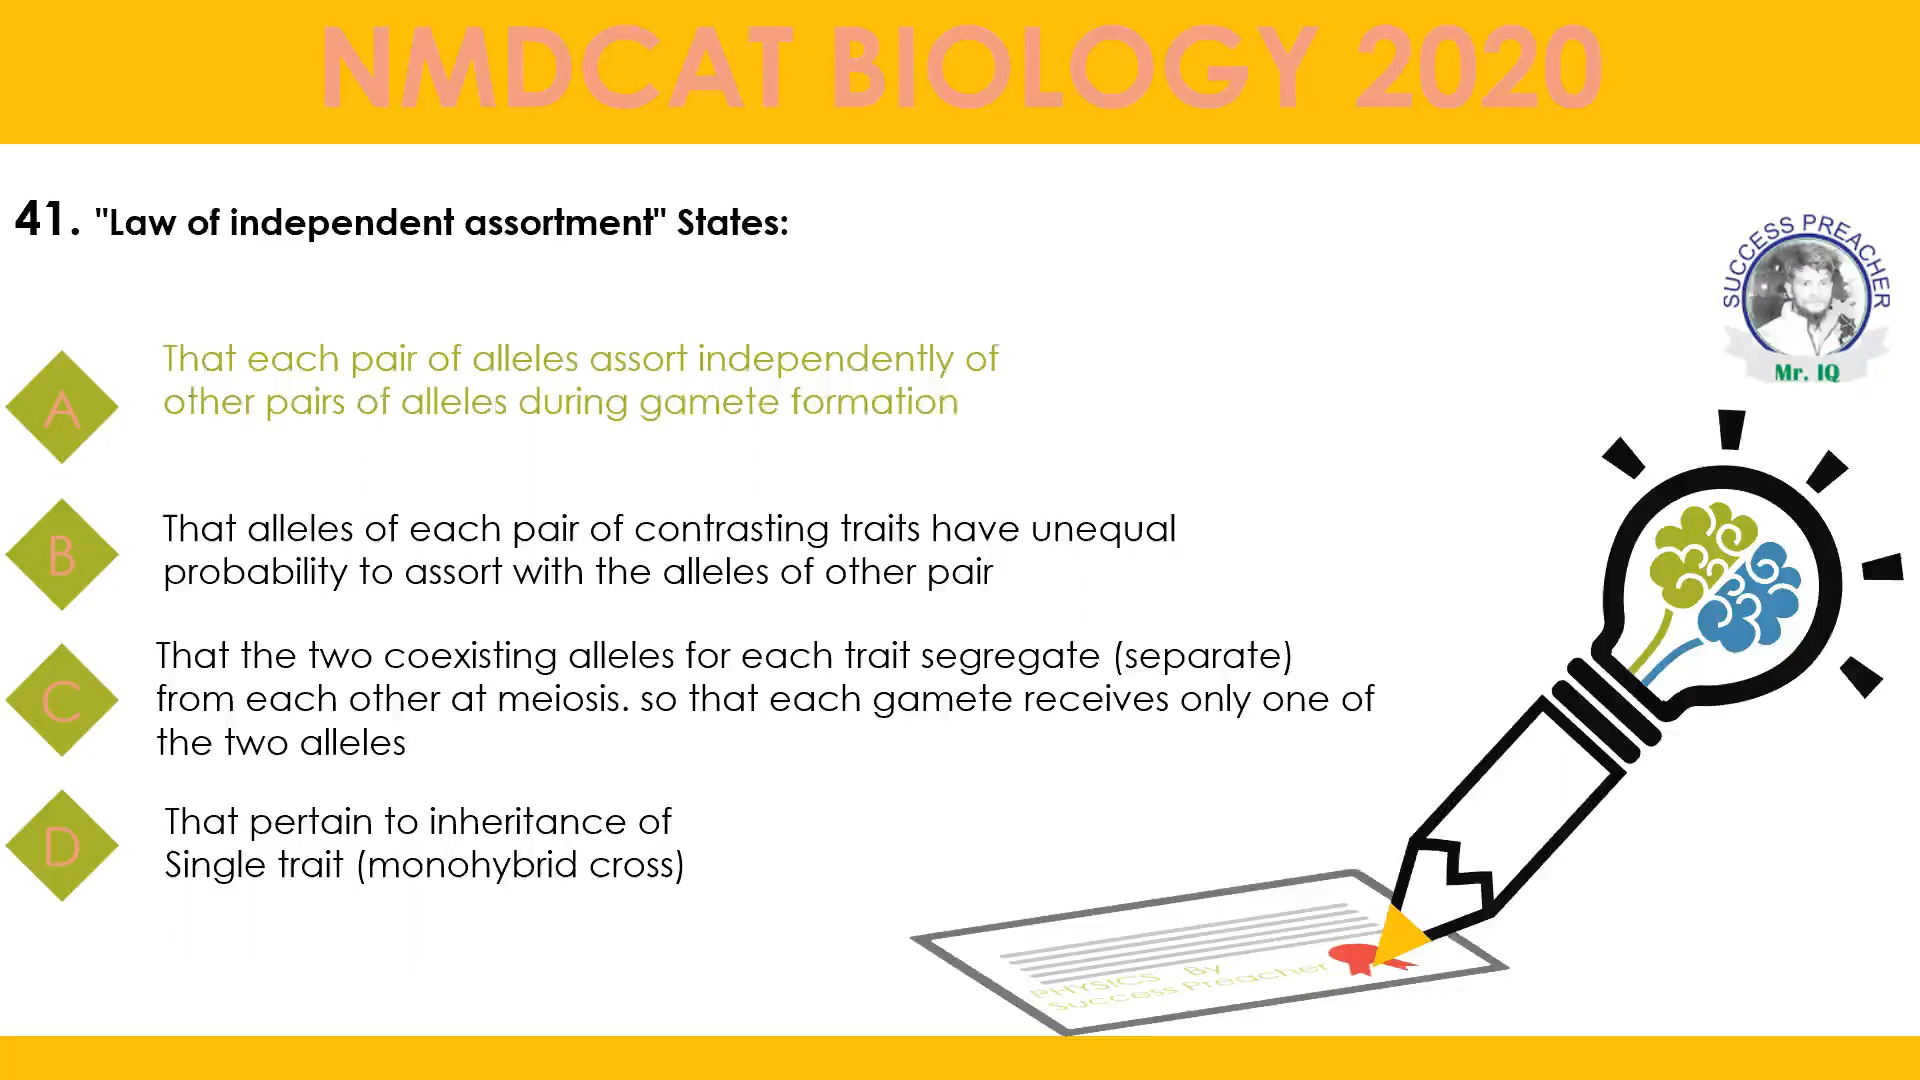 NMDCAT BIOLOGY 2020
41. "Law of independent assortment" States:
SUCCESS PREACHER
Mr. IQ
A
That each pair of alleles assort independently of
other pairs of alleles during gamete formation
B
That alleles of each pair of contrasting traits have unequal
probability to assort with the alleles of other pair
C
That the two coexisting alleles for each trait segregate (separate)
from each other at meiosis. so that each gamete receives only one of
the two alleles
D
That pertain to inheritance of
Single trait (monohybrid cross)
PHYSICS By
Success Preacher